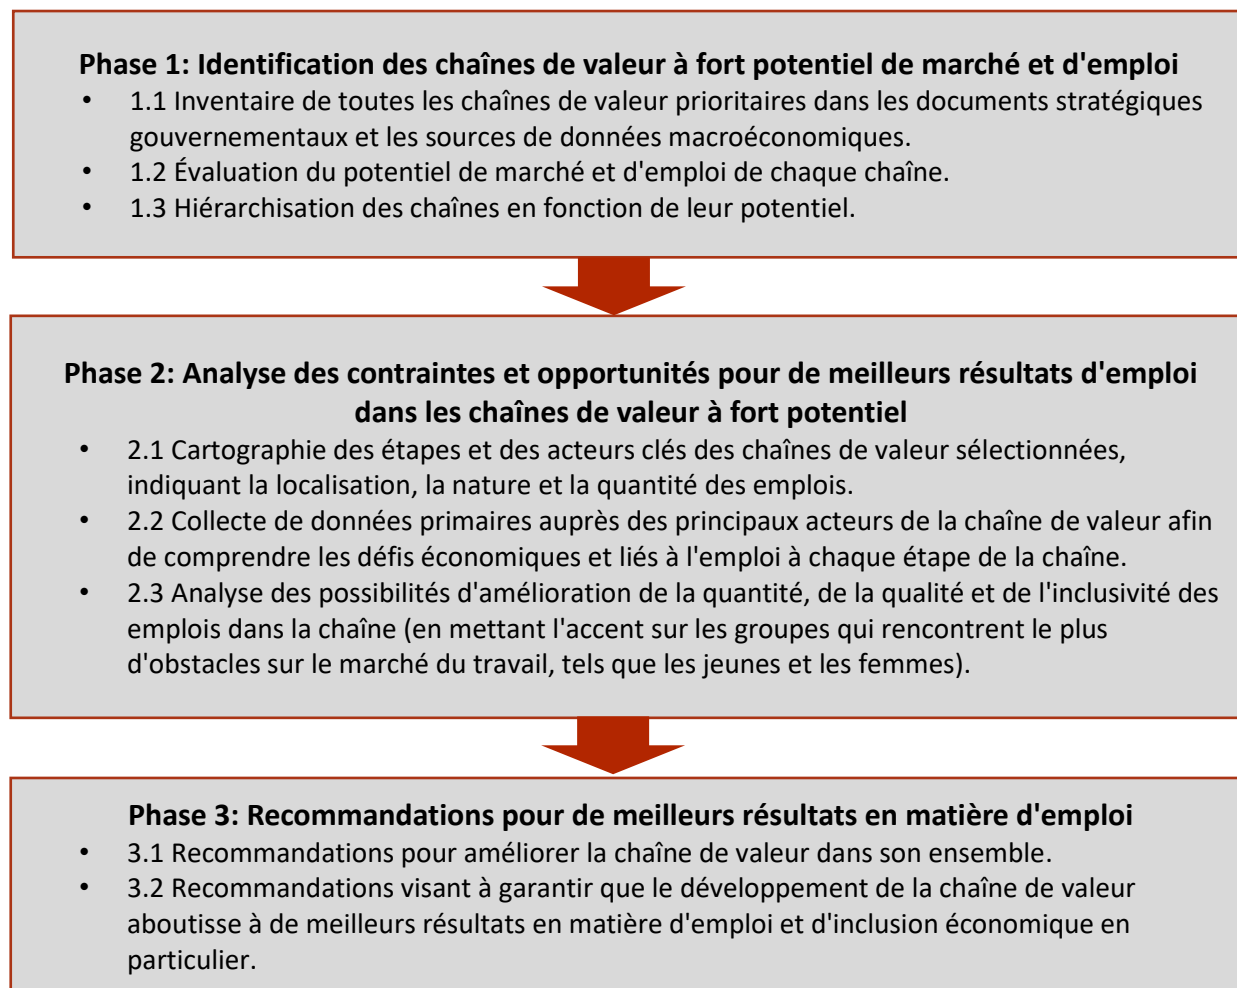 Phase 1: Identification des chaînes de valeur à fort potentiel de marché et d'emploi
• 1.1 Inventaire de toutes les chaînes de valeur prioritaires dans les documents stratégiques
gouvernementaux et les sources de données macroéconomiques.
• 1.2 Évaluation du potentiel de marché et d'emploi de chaque chaîne.
• 1.3 Hiérarchisation des chaînes en fonction de leur potentiel.
Phase 2: Analyse des contraintes et opportunités pour de meilleurs résultats d'emploi
dans les chaînes de valeur à fort potentiel
• 2.1 Cartographie des étapes et des acteurs clés des chaînes de valeur sélectionnées,
indiquant la localisation, la nature et la quantité des emplois.
• 2.2 Collecte de données primaires auprès des principaux acteurs de la chaîne de valeur afin
de comprendre les défis économiques et liés à l'emploi à chaque étape de la chaîne.
• 2.3 Analyse des possibilités d'amélioration de la quantité, de la qualité et de l'inclusivité des
emplois dans la chaîne (en mettant l'accent sur les groupes qui rencontrent le plus
d'obstacles sur le marché du travail, tels que les jeunes et les femmes).
Phase 3: Recommandations pour de meilleurs résultats en matière d'emploi
• 3.1 Recommandations pour améliorer la chaîne de valeur dans son ensemble.
• 3.2 Recommandations visant à garantir que le développement de la chaîne de valeur
aboutisse à de meilleurs résultats en matière d'emploi et d'inclusion économique en
particulier.